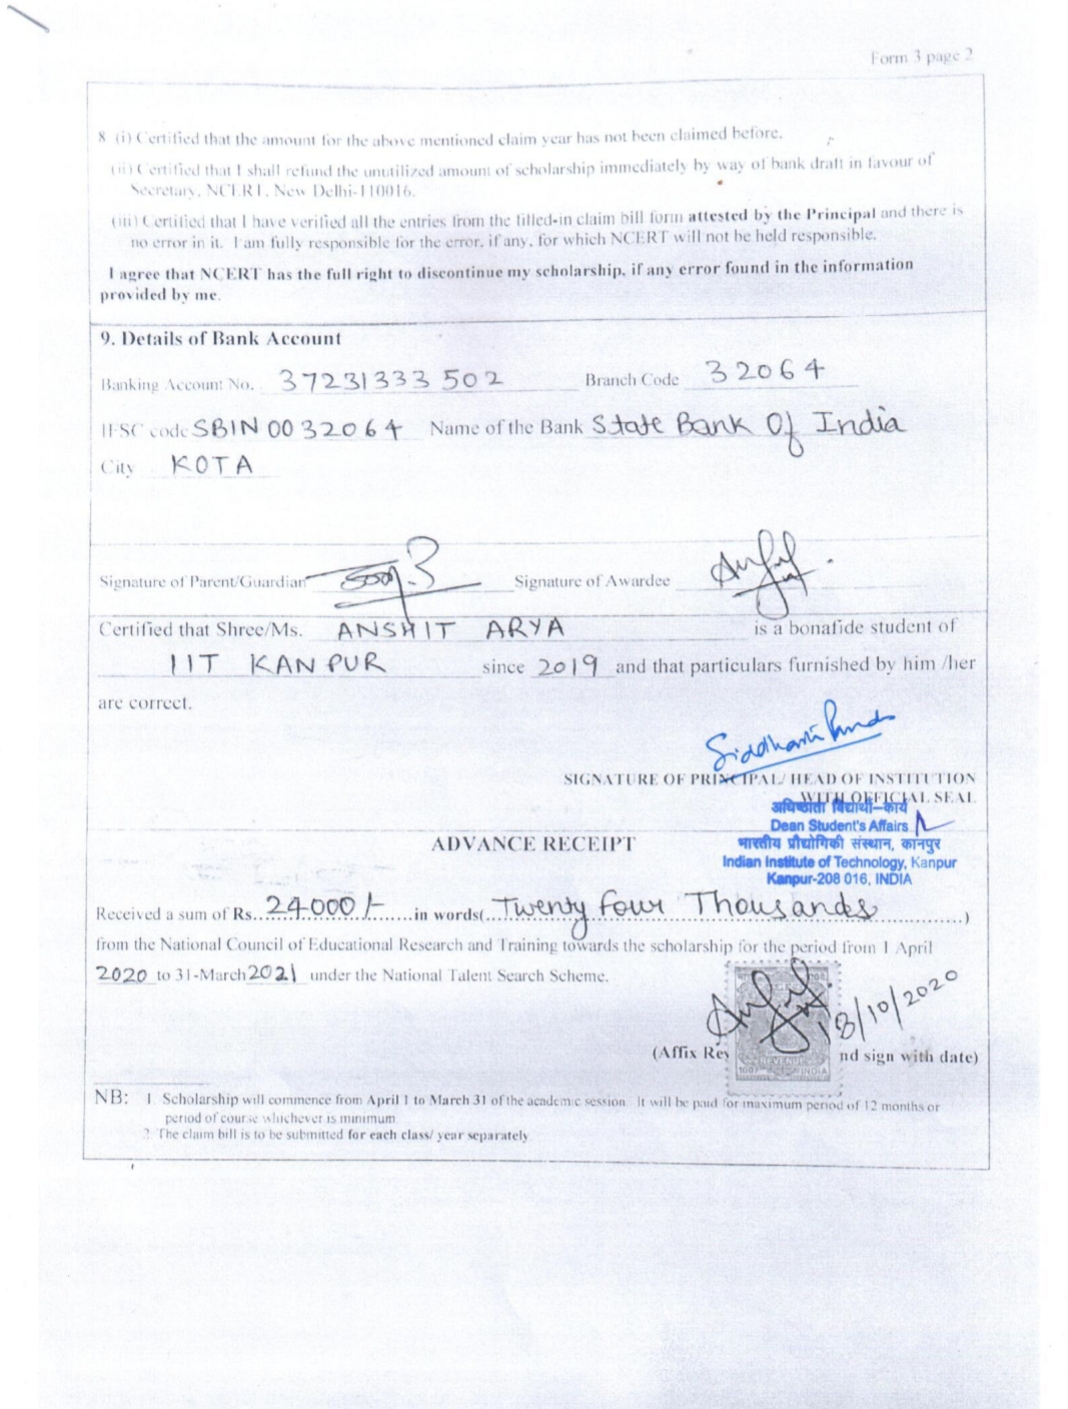 Form 3 page 2
8 (i) Certified that the amount for the above mentioned claim year has not been claimed before.
(ii) Certified that I shall refund the unutilized amount of scholarship immediately by way of bank draft in favour of
Secretary, NCERT, New Delhi-110016.
(iii) Certified that I have verified all the entries from the filled-in claim bill form attested by the Principal and there is
no error in it. I am fully responsible for the error, if any, for which NCERT will not be held responsible.
I agree that NCERT has the full right to discontinue my scholarship, if any error found in the information
provided by me.
9. Details of Bank Account
Banking Account No. 37231333502 Branch Code 32064
IFSC code SBIN0032064 Name of the Bank State Bank Of India
City KOTA
Signature of Parent/Guardian Signature of Awardee
Certified that Shree/Ms. ANSHIT ARYA is a bonafide student of
IIT KANPUR since 2019 and that particulars furnished by him /her
are correct.
SIGNATURE OF PRINCIPAL/ HEAD OF INSTITUTION
WITH OFFICIAL SEAL
अधिष्ठाता विद्यार्थी-कार्य
Dean Student's Affairs
भारतीय प्रौद्योगिकी संस्थान, कानपुर
Indian Institute of Technology, Kanpur
Kanpur-208 016, INDIA
ADVANCE RECEIPT
Received a sum of Rs..24000/-......in words(..Twenty four Thousands..............)
from the National Council of Educational Research and Training towards the scholarship for the period from 1 April
2020 to 31-March 2021 under the National Talent Search Scheme.
13/10/2020
(Affix Rev nd sign with date)
REVENUE
INDIA
NB: 1. Scholarship will commence from April 1 to March 31 of the academic session. It will be paid for maximum period of 12 months or
period of course whichever is minimum.
2. The claim bill is to be submitted for each class/ year separately.